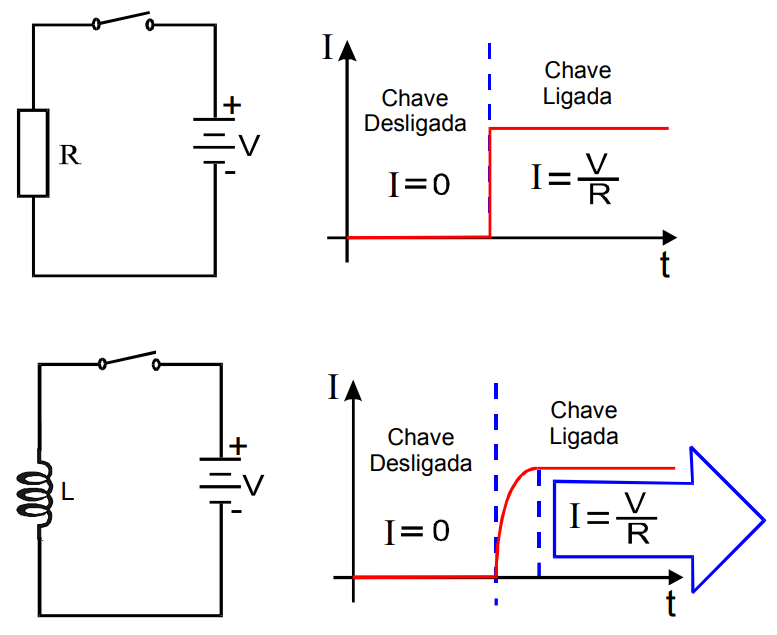 R
+
V
-
I
Chave
Desligada
I=0
Chave
Ligada
I=V/R
t
L
+
V
-
I
Chave
Desligada
I=0
Chave
Ligada
I=V/R
t